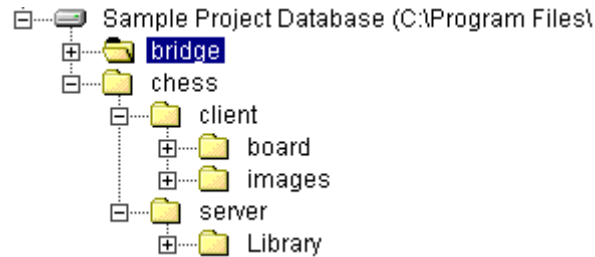 Sample Project Database (C:\Program Files\
bridge
chess
client
board
images
server
Library